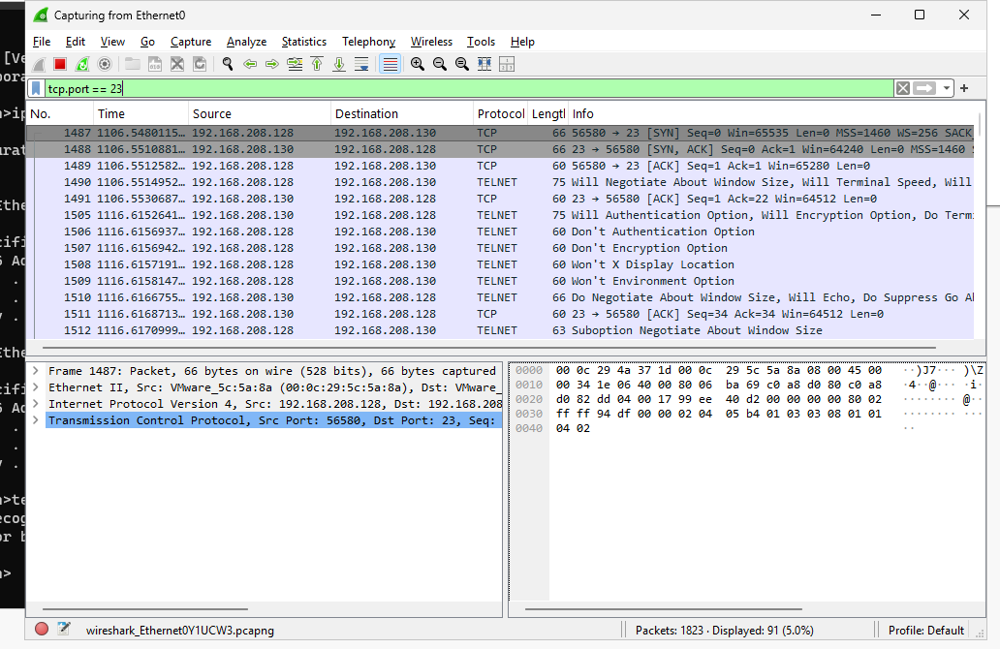 Capturing from Ethernet0
File Edit View Go Capture Analyze Statistics Telephony Wireless Tools Help
tcp.port == 23
No. Time Source Destination Protocol Lengtl Info
1487 1106.5480115… 192.168.208.128 192.168.208.130 TCP 66 56580 → 23 [SYN] Seq=0 Win=65535 Len=0 MSS=1460 WS=256 SACK_
1488 1106.5510881… 192.168.208.130 192.168.208.128 TCP 66 23 → 56580 [SYN, ACK] Seq=0 Ack=1 Win=64240 Len=0 MSS=1460
1489 1106.5512582… 192.168.208.128 192.168.208.130 TCP 60 56580 → 23 [ACK] Seq=1 Ack=1 Win=65280 Len=0
1490 1106.5514952… 192.168.208.128 192.168.208.130 TELNET 75 Will Negotiate About Window Size, Will Terminal Speed, Will
1491 1106.5530687… 192.168.208.130 192.168.208.128 TCP 60 23 → 56580 [ACK] Seq=1 Ack=22 Win=64512 Len=0
1505 1116.6152641… 192.168.208.130 192.168.208.128 TELNET 75 Will Authentication Option, Will Encryption Option, Do Term
1506 1116.6156937… 192.168.208.128 192.168.208.130 TELNET 60 Don't Authentication Option
1507 1116.6156942… 192.168.208.128 192.168.208.130 TELNET 60 Don't Encryption Option
1508 1116.6157191… 192.168.208.128 192.168.208.130 TELNET 60 Won't X Display Location
1509 1116.6158147… 192.168.208.128 192.168.208.130 TELNET 60 Won't Environment Option
1510 1116.6166755… 192.168.208.130 192.168.208.128 TELNET 66 Do Negotiate About Window Size, Will Echo, Do Suppress Go A
1511 1116.6168713… 192.168.208.130 192.168.208.128 TCP 60 23 → 56580 [ACK] Seq=34 Ack=34 Win=64512 Len=0
1512 1116.6170999… 192.168.208.128 192.168.208.130 TELNET 63 Suboption Negotiate About Window Size
Frame 1487: Packet, 66 bytes on wire (528 bits), 66 bytes captured
Ethernet II, Src: VMware_5c:5a:8a (00:0c:29:5c:5a:8a), Dst: VMware_
Internet Protocol Version 4, Src: 192.168.208.128, Dst: 192.168.208
Transmission Control Protocol, Src Port: 56580, Dst Port: 23, Seq:
0000 00 0c 29 4a 37 1d 00 0c 29 5c 5a 8a 08 00 45 00 ··)J7··· )\Z
0010 00 34 1e 06 40 00 80 06 ba 69 c0 a8 d0 80 c0 a8 ·4··@··· ·i·
0020 d0 82 dd 04 00 17 99 ee 40 d2 00 00 00 00 80 02 ········ @··
0030 ff ff 94 df 00 00 02 04 05 b4 01 03 03 08 01 01 ········ ···
0040 04 02 ··
wireshark_Ethernet0Y1UCW3.pcapng
Packets: 1823 · Displayed: 91 (5.0%)
Profile: Default